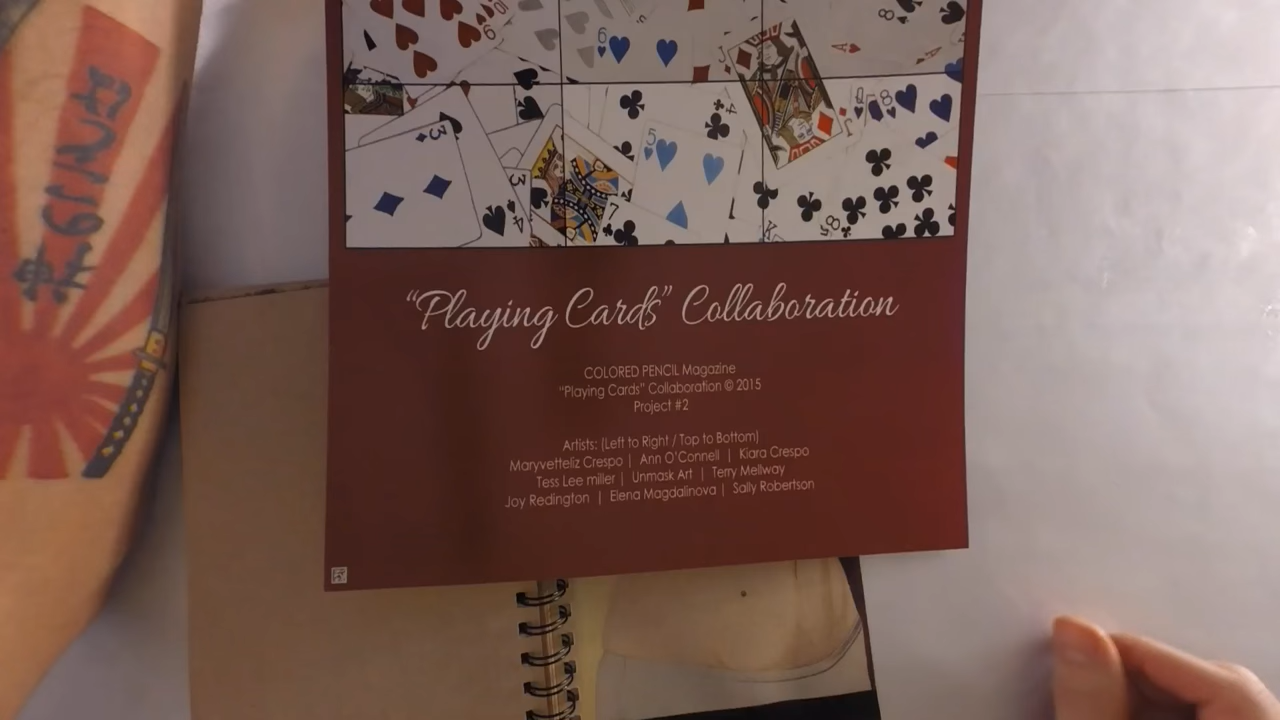 “Playing Cards” Collaboration
COLORED PENCIL Magazine
“Playing Cards” Collaboration © 2015
Project #2
Artists: (Left to Right / Top to Bottom)
Maryvetteliz Crespo | Ann O'Connell | Kiara Crespo
Tess Lee miller | Unmask Art | Terry Mellway
Joy Redington | Elena Magdalinova | Sally Robertson